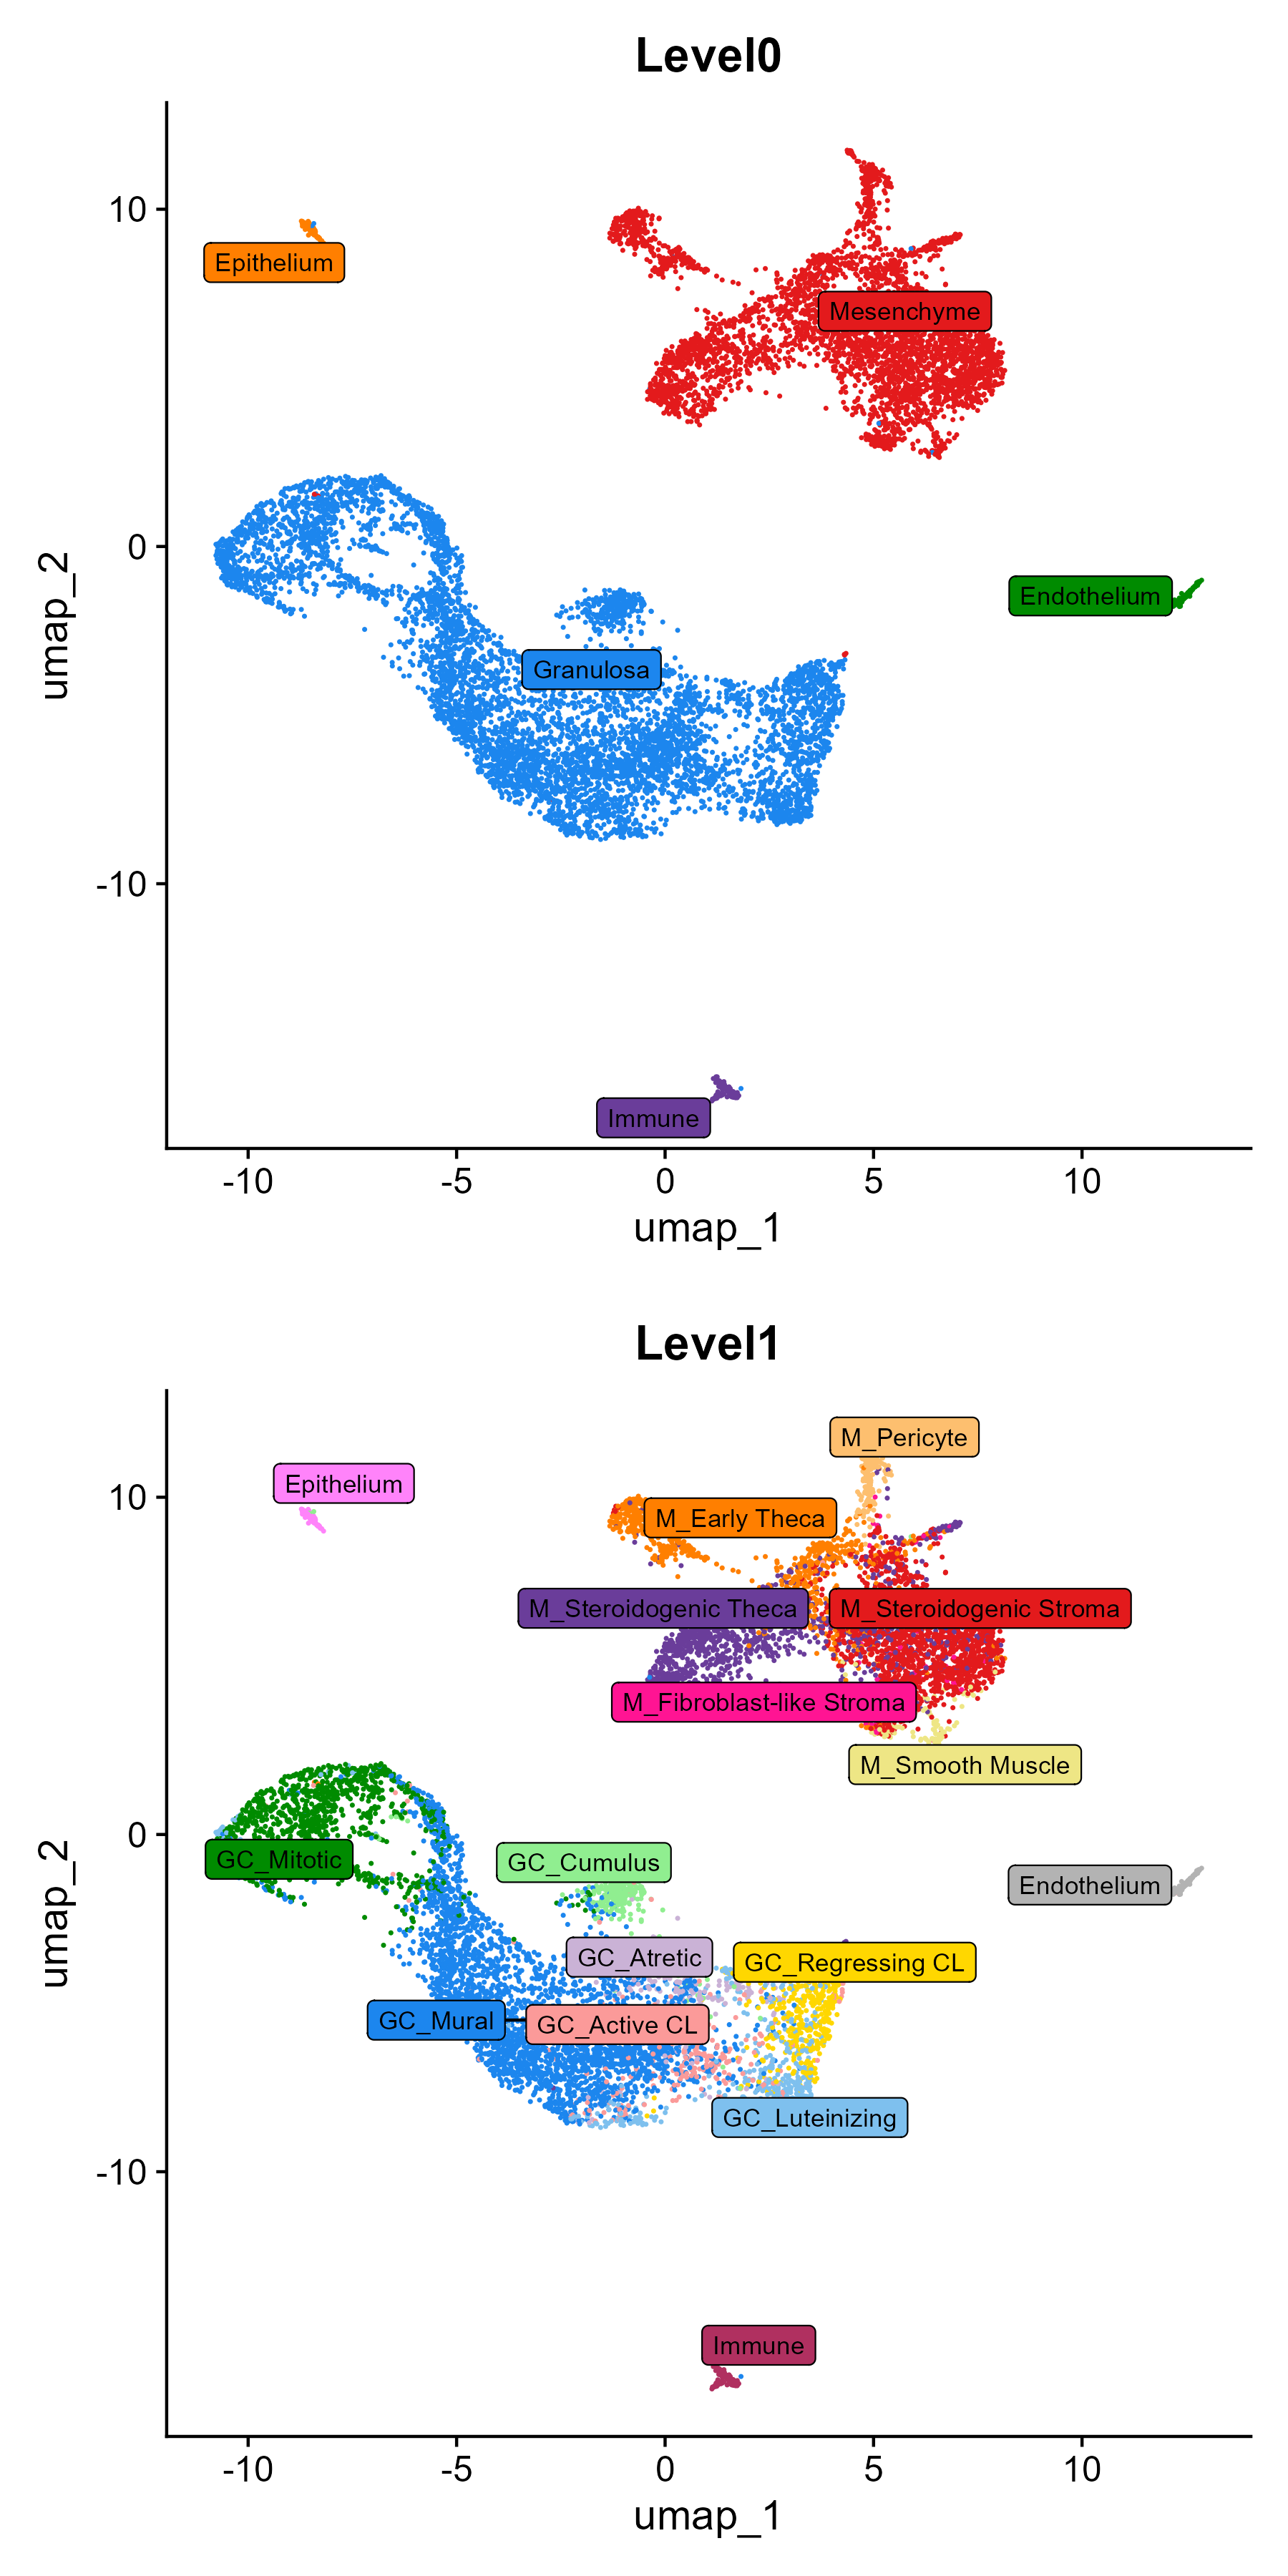 Level0
10
Epithelium
Mesenchyme
0
Endothelium
Granulosa
umap_2
-10
Immune
-10 -5 0 5 10
umap_1
Level1
M_Pericyte
Epithelium
10
M_Early Theca
M_Steroidogenic Theca M_Steroidogenic Stroma
M_Fibroblast-like Stroma
M_Smooth Muscle
0
GC_Mitotic GC_Cumulus
Endothelium
umap_2
GC_Atretic GC_Regressing CL
GC_Mural GC_Active CL
GC_Luteinizing
-10
Immune
-10 -5 0 5 10
umap_1